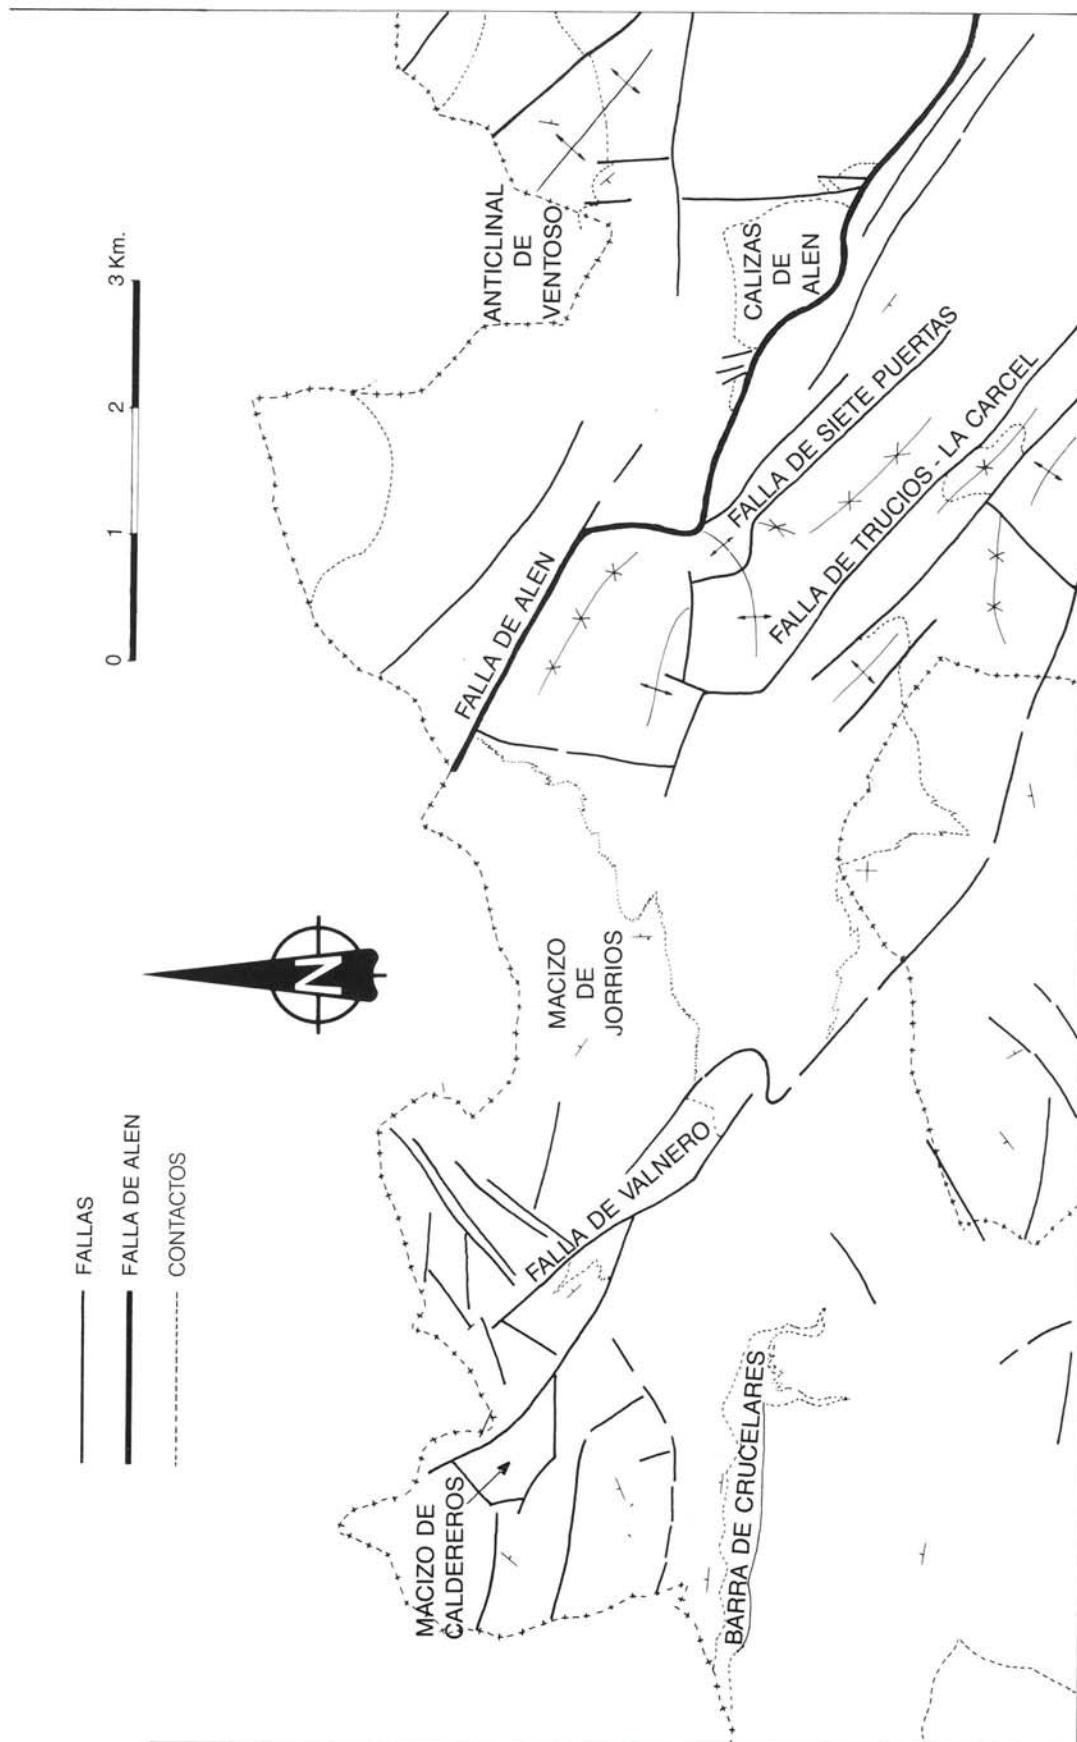 FALLAS
FALLA DE ALEN
CONTACTOS
N
0 1 2 3 Km.
MACIZO DE
CALDEREROS
FALLA DE VALNERO
BARRA DE CRUCELARES
MACIZO
DE
JORRIOS
FALLA DE ALEN
ANTICLINAL
DE
VENTOSO
CALIZAS
DE
ALEN
FALLA DE SIETE PUERTAS
FALLA DE TRUCIOS - LA CARCEL